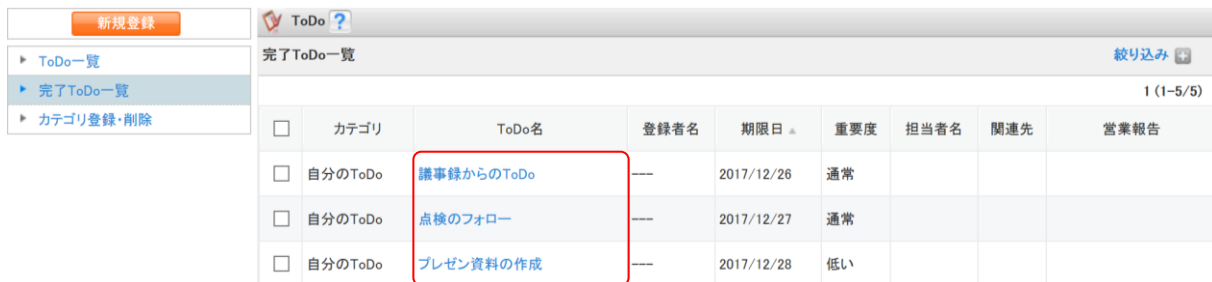 新規登録
ToDo一覧
完了ToDo一覧
カテゴリ登録・削除
ToDo ?
完了ToDo一覧 絞り込み
1 (1-5/5)
カテゴリ ToDo名 登録者名 期限日 重要度 担当者名 関連先 営業報告
自分のToDo 議事録からのToDo --- 2017/12/26 通常
自分のToDo 点検のフォロー --- 2017/12/27 通常
自分のToDo プレゼン資料の作成 --- 2017/12/28 低い